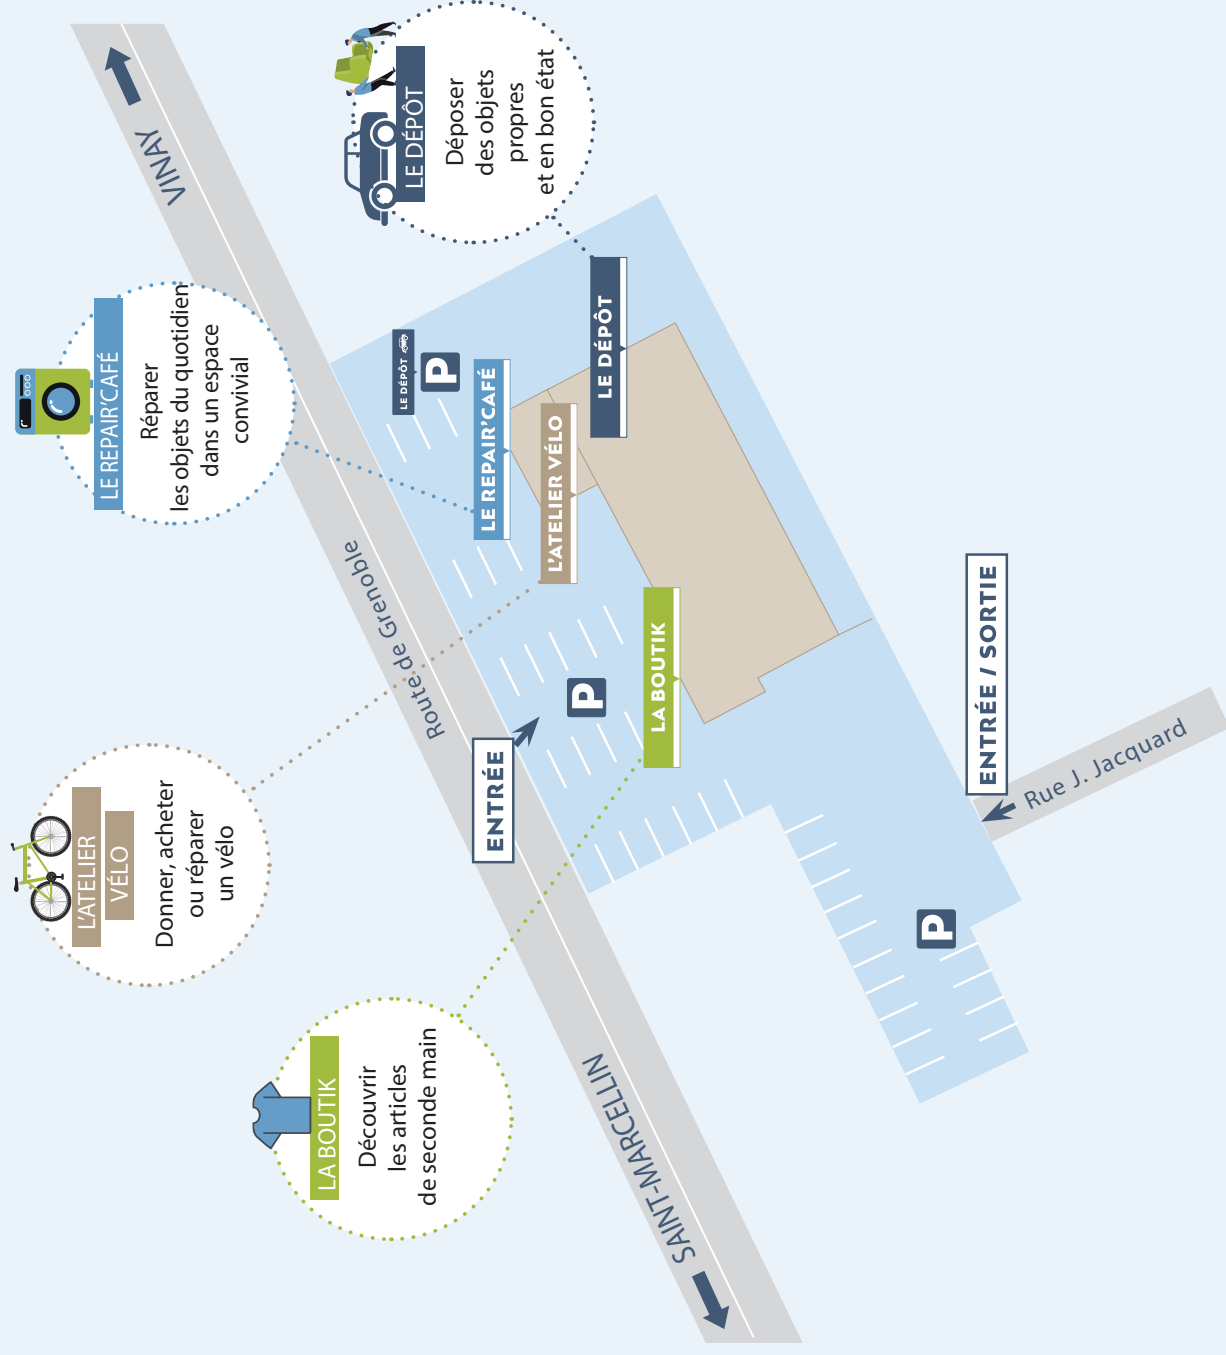 LA BOUTIK
Découvrir
les articles
de seconde main
L'ATELIER
VÉLO
Donner, acheter
ou réparer
un vélo
LE REPAIR'CAFÉ
Réparer
les objets du quotidien
dans un espace
convivial
LE DÉPÔT
Déposer
des objets
propres
et en bon état
VINAY
Route de Grenoble
SAINT-MARCELLIN
LE DÉPÔT
P
LE REPAIR'CAFÉ
L'ATELIER VÉLO
LE DÉPÔT
LA BOUTIK
P
ENTRÉE
P
ENTRÉE / SORTIE
Rue J. Jacquard